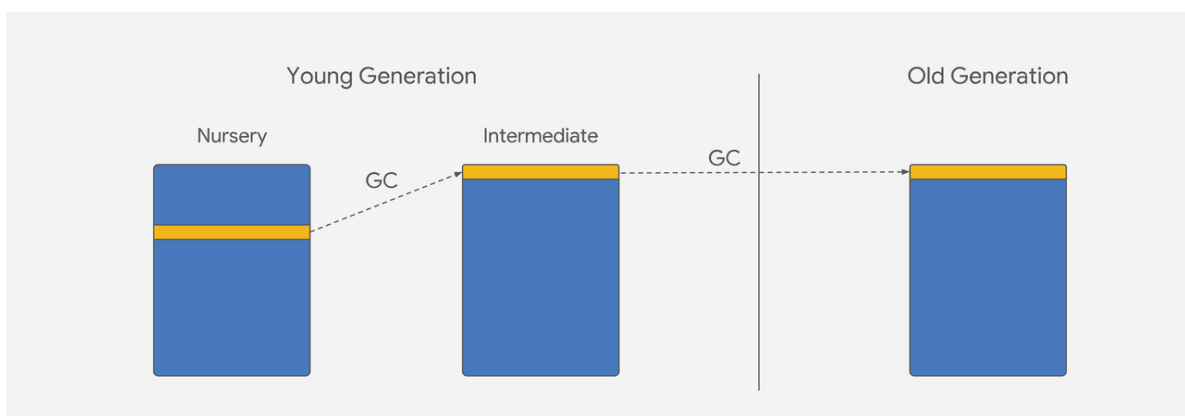 Young Generation
Old Generation
Nursery
Intermediate
GC
GC